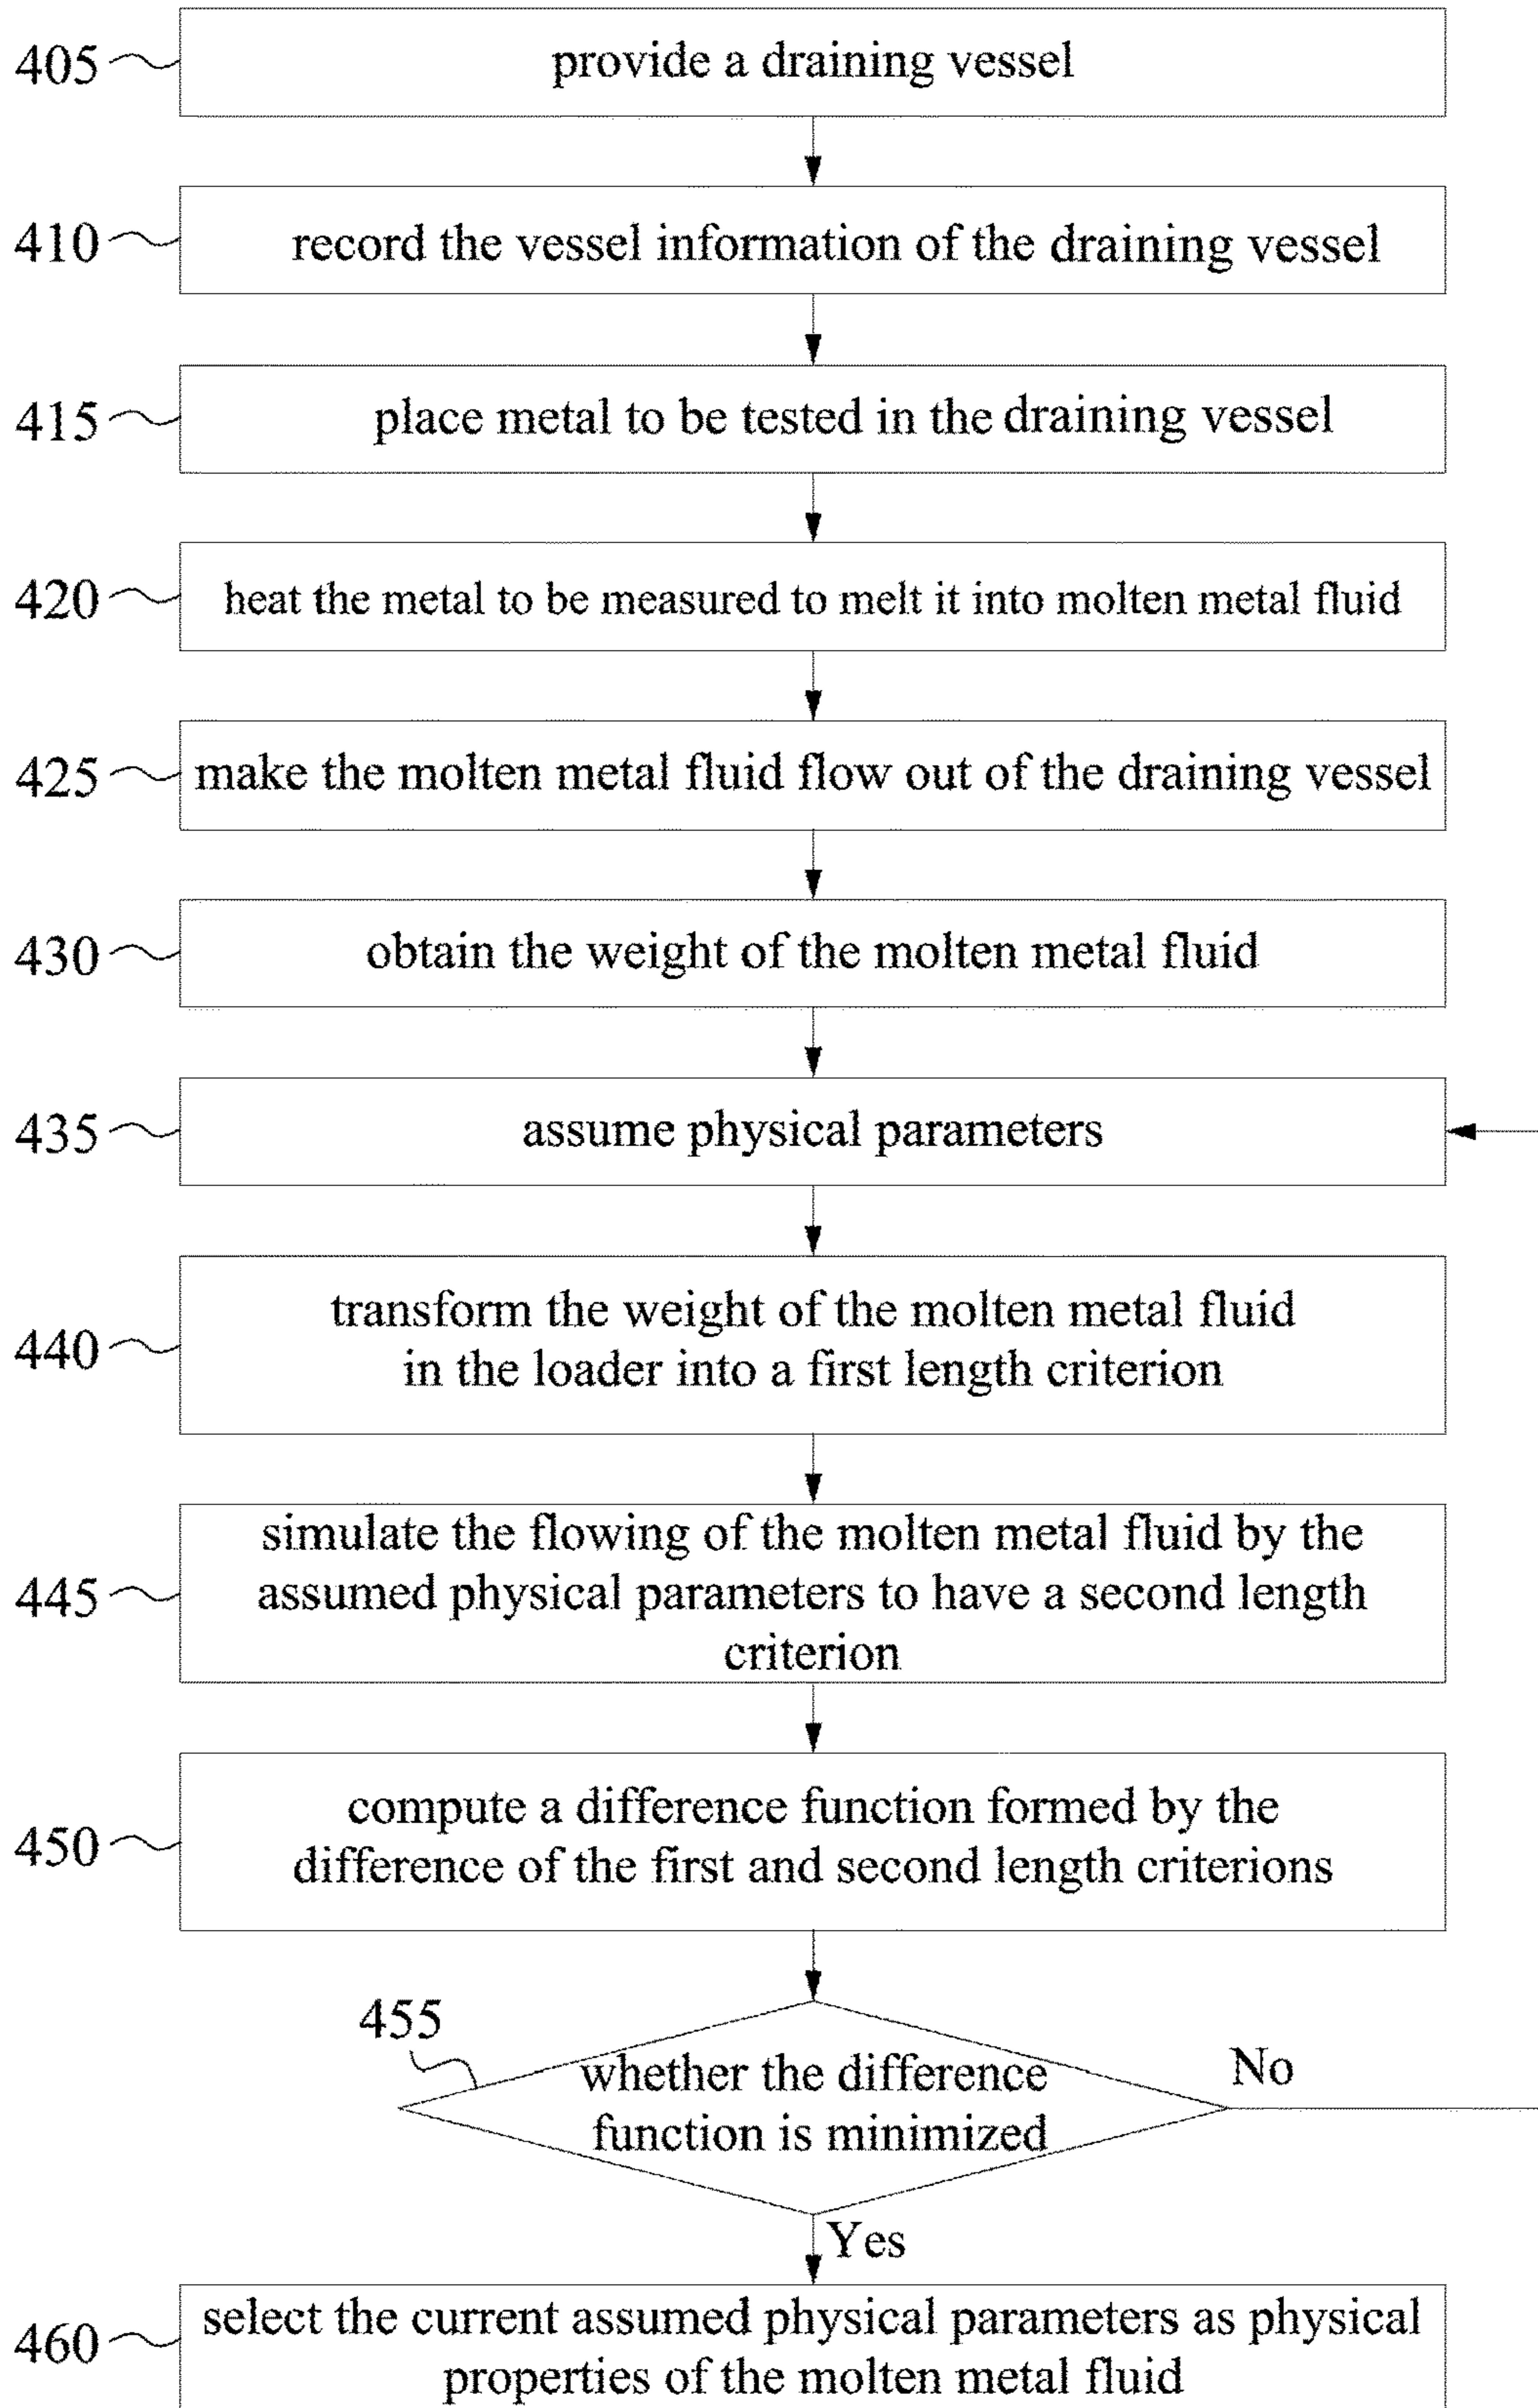 405
provide a draining vessel
410
record the vessel information of the draining vessel
415
place metal to be tested in the draining vessel
420
heat the metal to be measured to melt it into molten metal fluid
425
make the molten metal fluid flow out of the draining vessel
430
obtain the weight of the molten metal fluid
435
assume physical parameters
440
transform the weight of the molten metal fluid
in the loader into a first length criterion
445
simulate the flowing of the molten metal fluid by the
assumed physical parameters to have a second length
criterion
450
compute a difference function formed by the
difference of the first and second length criterions
455
whether the difference
function is minimized
No
Yes
460
select the current assumed physical parameters as physical
properties of the molten metal fluid